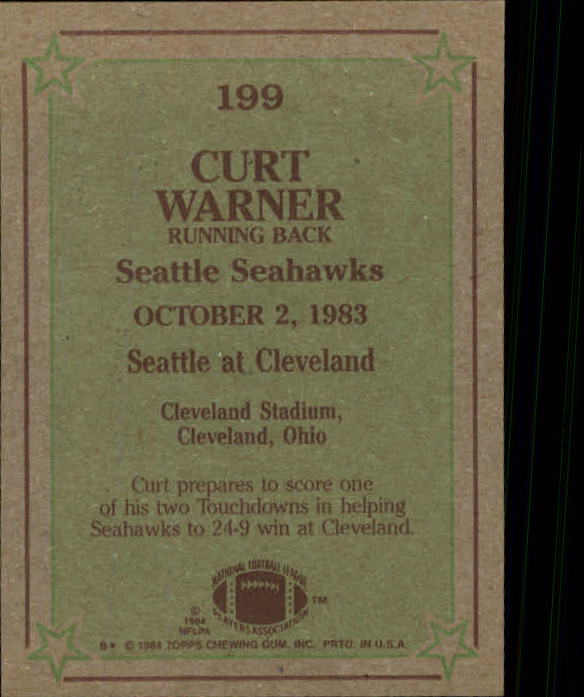 199
CURT
WARNER
RUNNING BACK
Seattle Seahawks
OCTOBER 2, 1983
Seattle at Cleveland
Cleveland Stadium,
Cleveland, Ohio
Curt prepares to score one
of his two Touchdowns in helping
Seahawks to 24-9 win at Cleveland.
NATIONAL FOOTBALL LEAGUE
PLAYERS ASSOCIATION
TM
©
1984
NFLPA
B* © 1984 TOPPS CHEWING GUM, INC. PRTD. IN U.S.A.